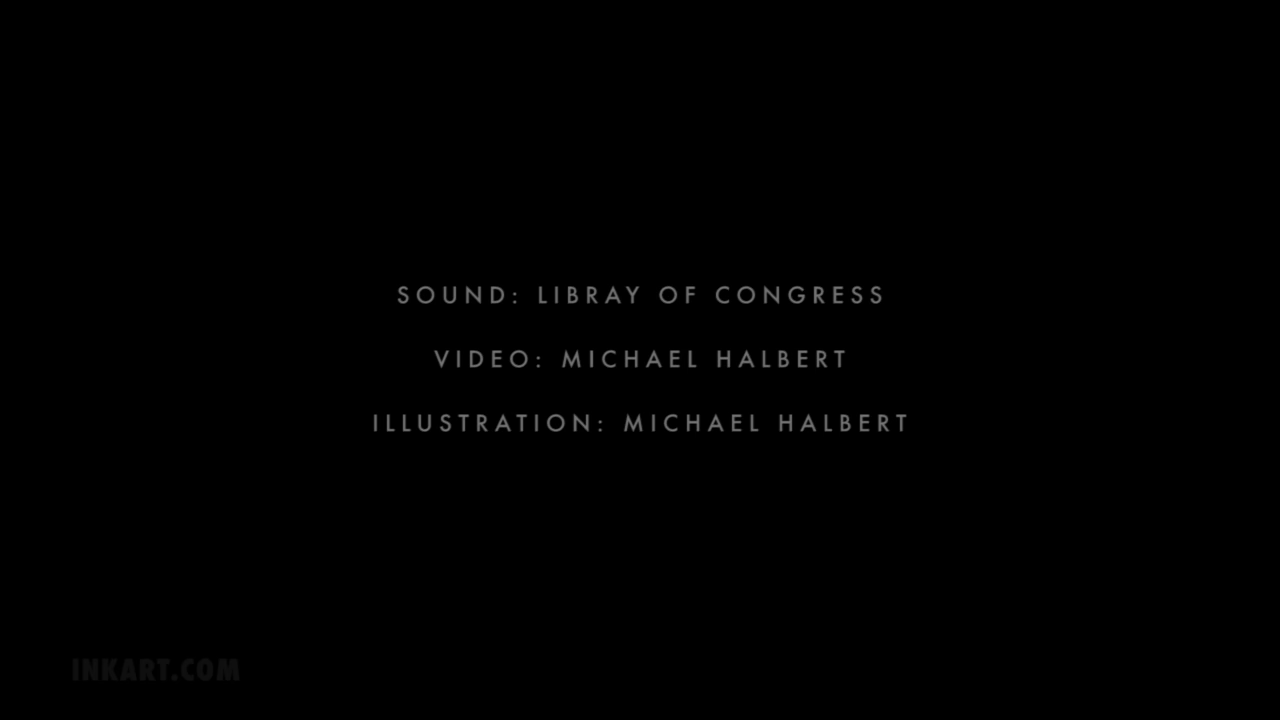 SOUND: LIBRAY OF CONGRESS
VIDEO: MICHAEL HALBERT
ILLUSTRATION: MICHAEL HALBERT
INKART.COM